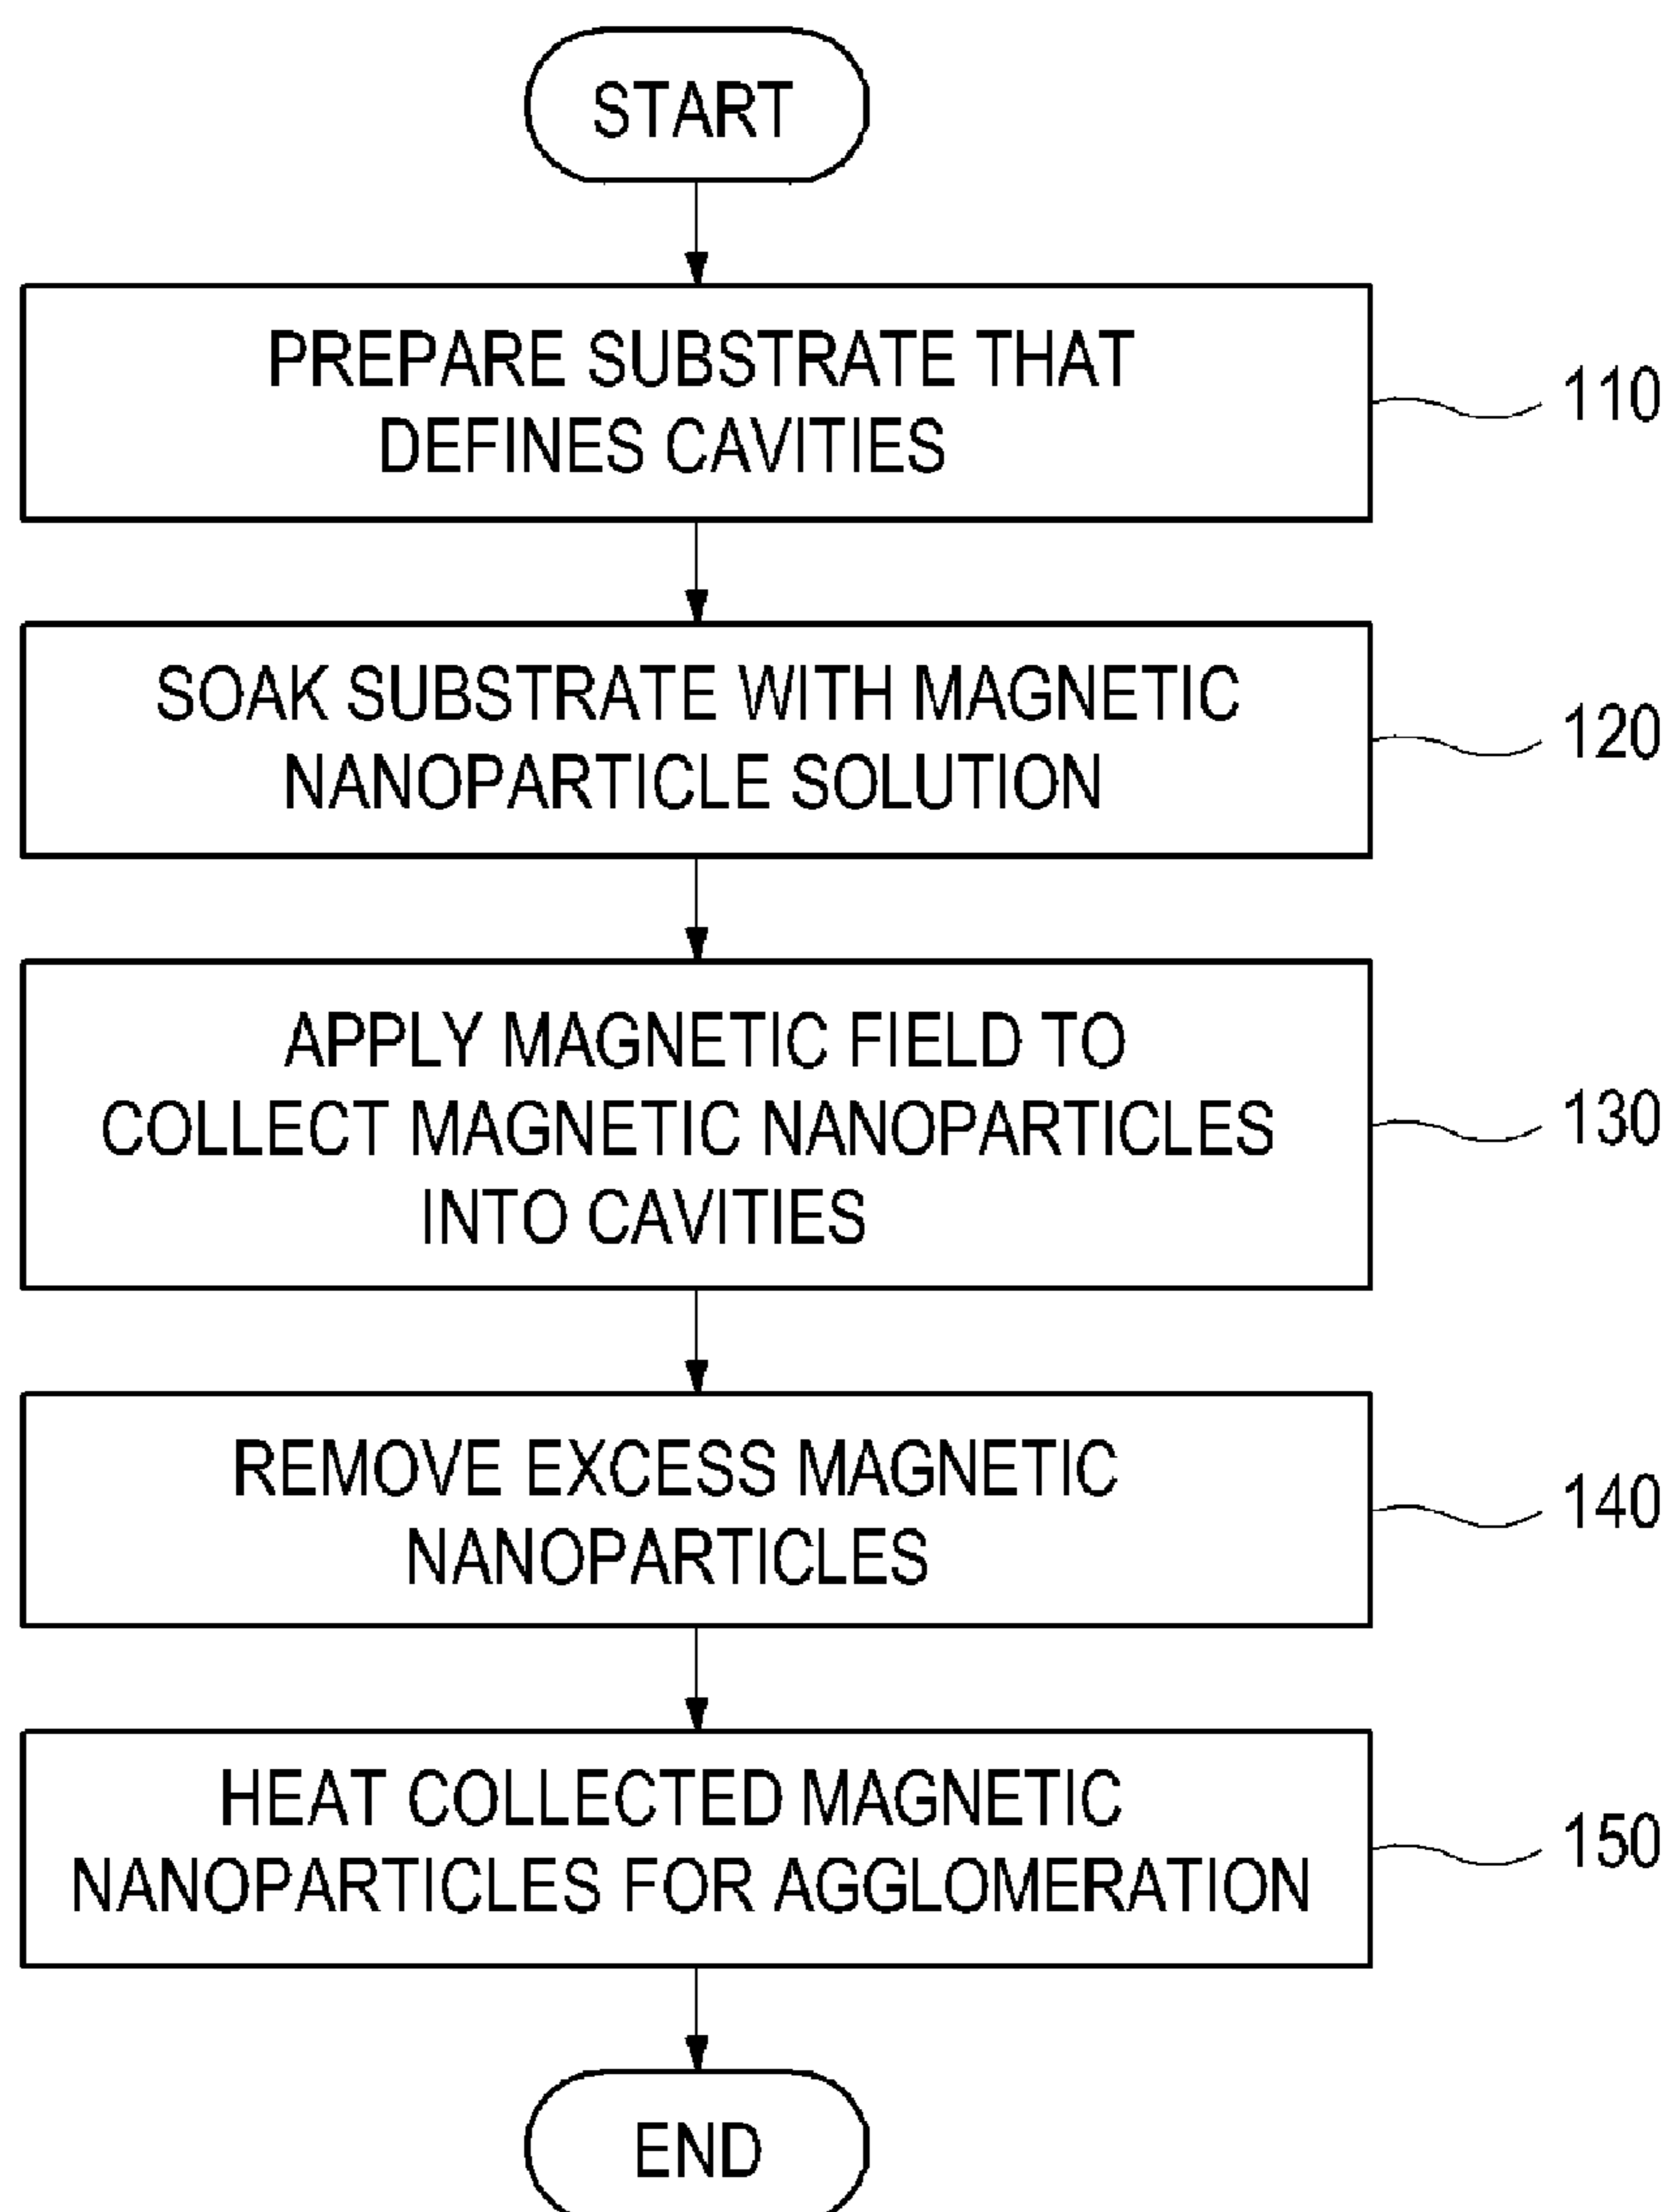 START
PREPARE SUBSTRATE THAT
DEFINES CAVITIES
110
SOAK SUBSTRATE WITH MAGNETIC
NANOPARTICLE SOLUTION
120
APPLY MAGNETIC FIELD TO
COLLECT MAGNETIC NANOPARTICLES
INTO CAVITIES
130
REMOVE EXCESS MAGNETIC
NANOPARTICLES
140
HEAT COLLECTED MAGNETIC
NANOPARTICLES FOR AGGLOMERATION
150
END